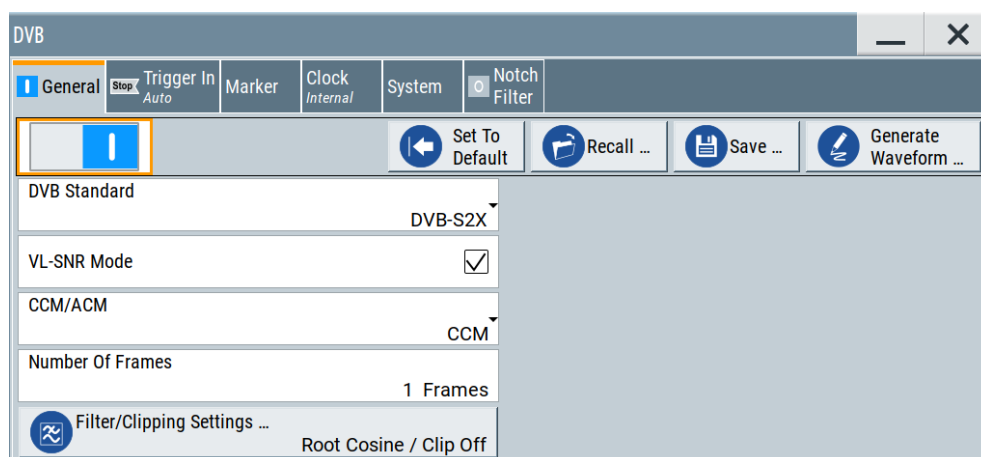 DVB
General
Stop Trigger In
Auto
Marker
Clock
Internal
System
Notch
Filter
Set To
Default
Recall ...
Save ...
Generate
Waveform ...
DVB Standard
DVB-S2X
VL-SNR Mode
CCM/ACM
CCM
Number Of Frames
1 Frames
Filter/Clipping Settings ...
Root Cosine / Clip Off